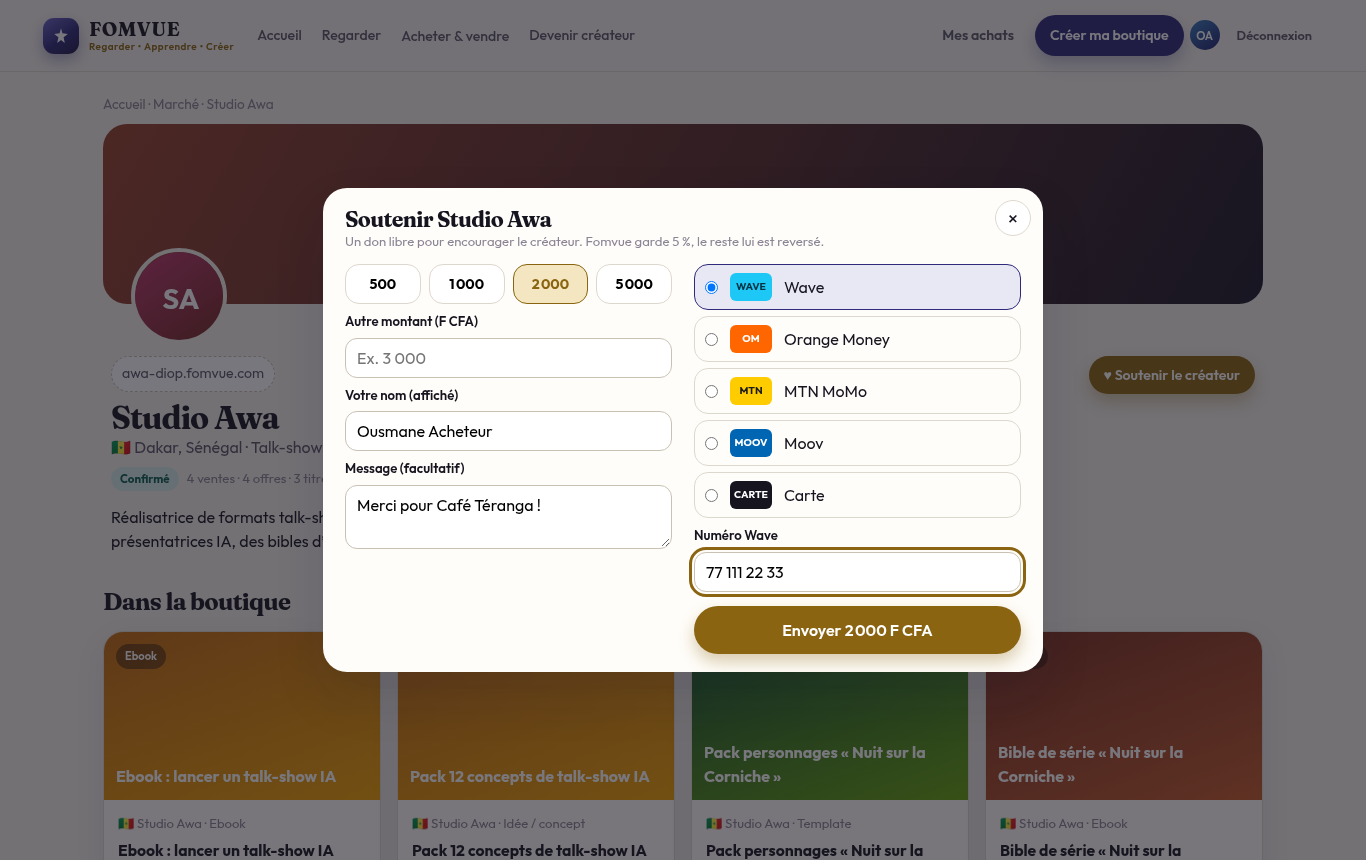 FOMVUE
Regarder • Apprendre • Créer
Accueil
Regarder
Acheter & vendre
Devenir créateur
Mes achats
Créer ma boutique
OA
Déconnexion
Accueil · Marché · Studio Awa
SA
awa-diop.fomvue.com
♥ Soutenir le créateur
Studio Awa
🇸🇳 Dakar, Sénégal · Talk-show
Confirmé
4 ventes · 4 offres · 3
Réalisatrice de formats
présentatrices IA, des bibles
Dans la boutique
Soutenir Studio Awa
×
Un don libre pour encourager le créateur. Fomvue garde 5 %, le reste lui est reversé.
500
1 000
2 000
5 000
Autre montant (F CFA)
Ex. 3 000
Votre nom (affiché)
Ousmane Acheteur
Message (facultatif)
Merci pour Café Téranga !
WAVE Wave
OM Orange Money
MTN MTN MoMo
MOOV Moov
CARTE Carte
Numéro Wave
77 111 22 33
Envoyer 2 000 F CFA
Ebook
Ebook : lancer un talk-show IA
🇸🇳 Studio Awa · Ebook
Ebook : lancer un talk-show IA
Pack 12 concepts de talk-show IA
🇸🇳 Studio Awa · Idée / concept
Pack 12 concepts de talk-show IA
Pack personnages « Nuit sur la
Corniche »
🇸🇳 Studio Awa · Template
Pack personnages « Nuit sur la
Bible de série « Nuit sur la
Corniche »
🇸🇳 Studio Awa · Ebook
Bible de série « Nuit sur la